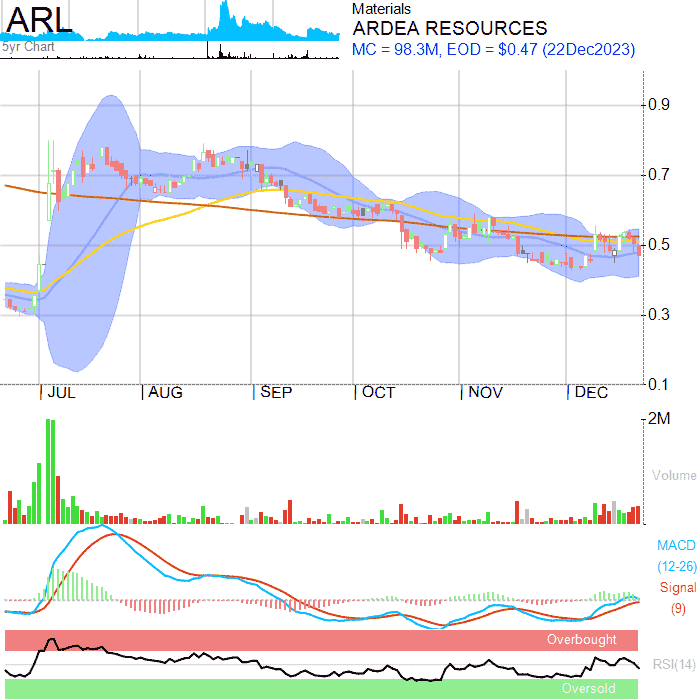 ARL
5yr Chart
Materials
ARDEA RESOURCES
MC = 98.3M, EOD = $0.47 (22Dec2023)
0.9
0.7
0.5
0.3
0.1
JUL
AUG
SEP
OCT
NOV
DEC
2M
Volume
MACD
(12-26)
Signal
(9)
Overbought
RSI(14)
Oversold